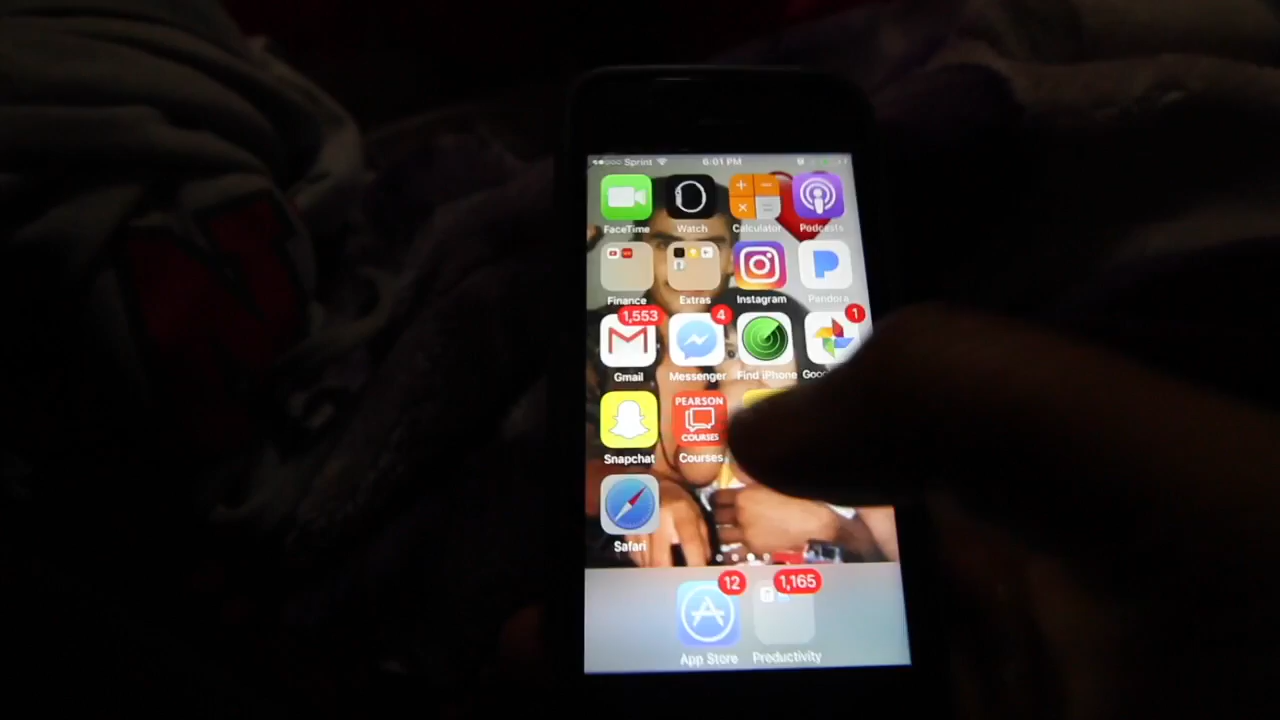 Sprint 6:01 PM
FaceTime Watch Calculator Podcasts
Finance Extras Instagram Pandora
1,553 4 1
Gmail Messenger Find iPhone Goo
PEARSON
COURSES
Snapchat Courses
Safari
12 1,165
App Store Productivity